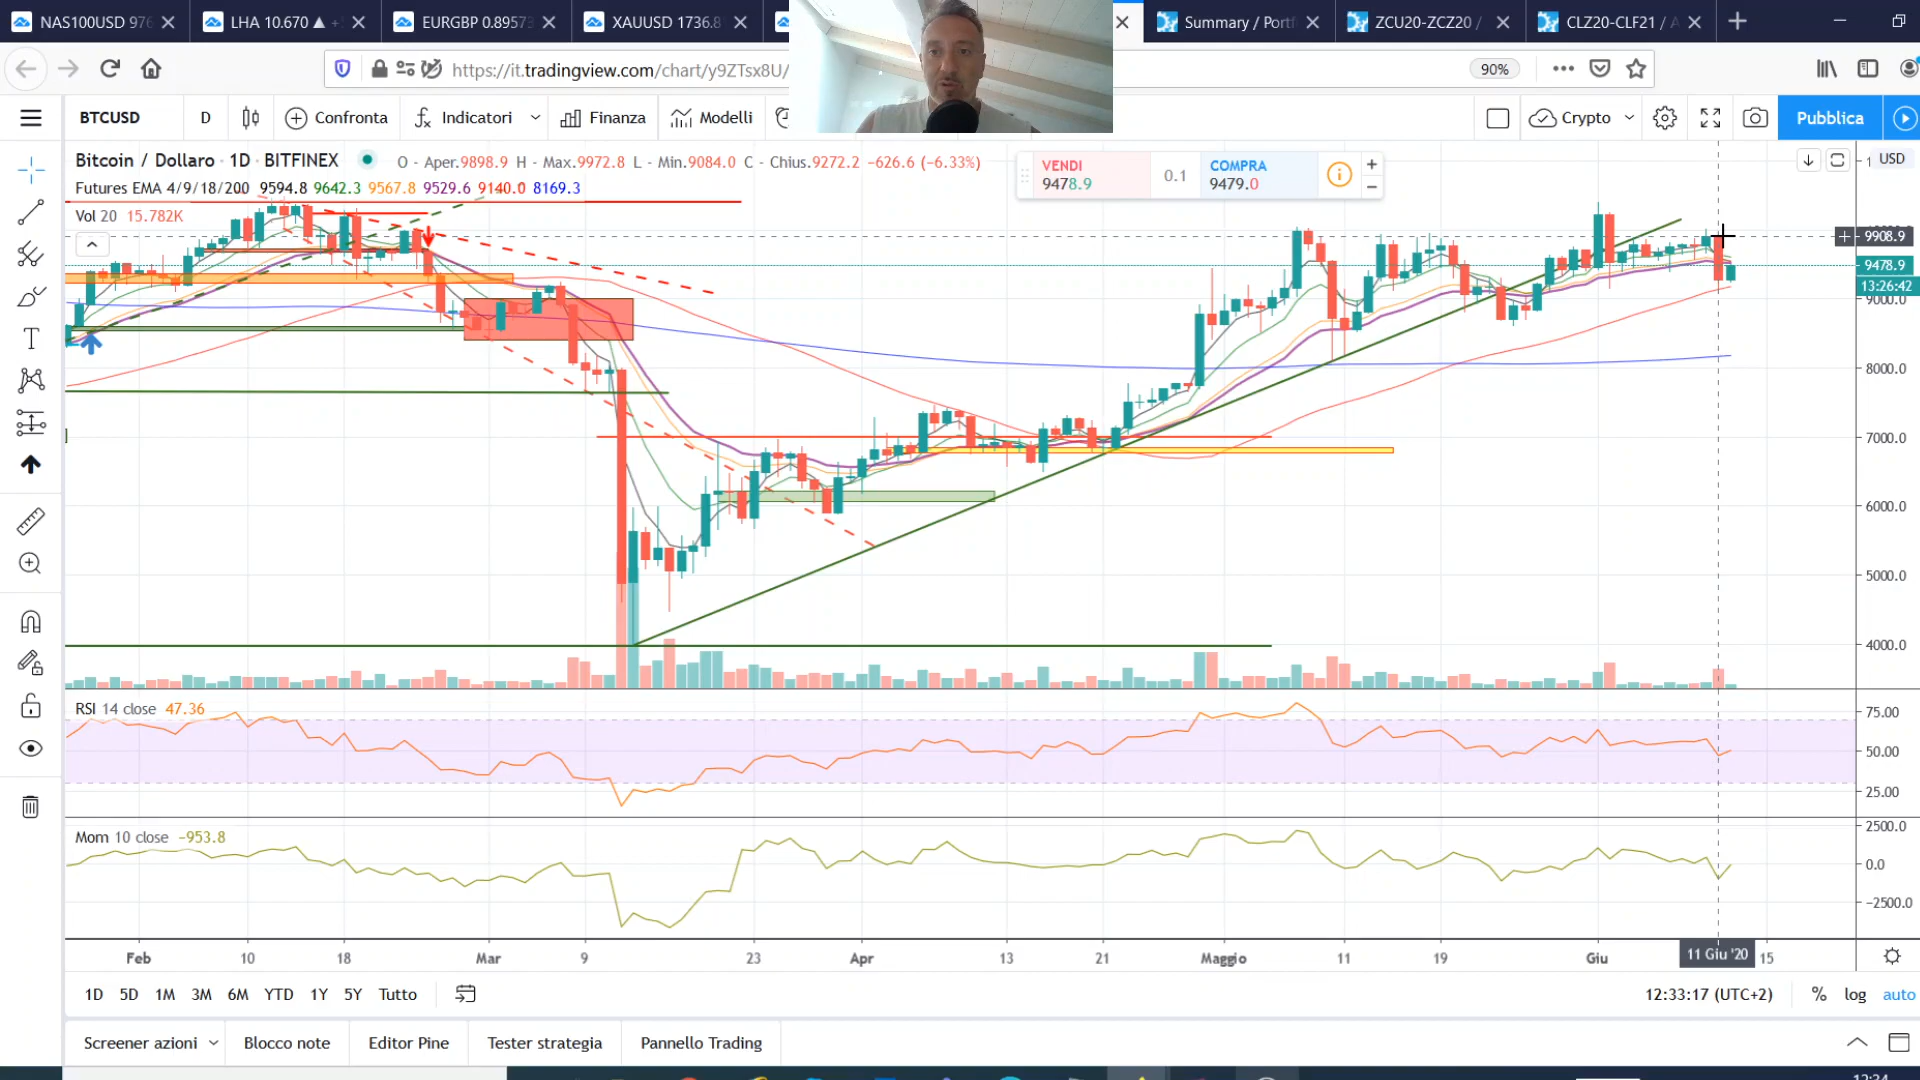 NAS100USD 976
LHA 10.670 ▲ +
EURGBP 0.89573
XAUUSD 1736.8
Summary / Portf
ZCU20-ZCZ20 /
CLZ20-CLF21 / A
https://it.tradingview.com/chart/y9ZTsx8U/
90%
BTCUSD
D
Confronta
Indicatori
Finanza
Modelli
Crypto
Pubblica
Bitcoin / Dollaro · 1D · BITFINEX
O - Aper.9898.9 H - Max.9972.8 L - Min.9084.0 C - Chius.9272.2 -626.6 (-6.33%)
VENDI
9478.9
0.1
COMPRA
9479.0
USD
Futures EMA 4/9/18/200 9594.8 9642.3 9567.8 9529.6 9140.0 8169.3
Vol 20 15.782K
9908.9
9478.9
13:26:42
9000.0
8000.0
7000.0
6000.0
5000.0
4000.0
RSI 14 close 47.36
75.00
50.00
25.00
Mom 10 close −953.8
2500.0
0.0
−2500.0
Feb 10 18 Mar 9 23 Apr 13 21 Maggio 11 19 Giu 11 Giu '20 15
1D 5D 1M 3M 6M YTD 1Y 5Y Tutto
12:33:17 (UTC+2) % log auto
Screener azioni
Blocco note
Editor Pine
Tester strategia
Pannello Trading